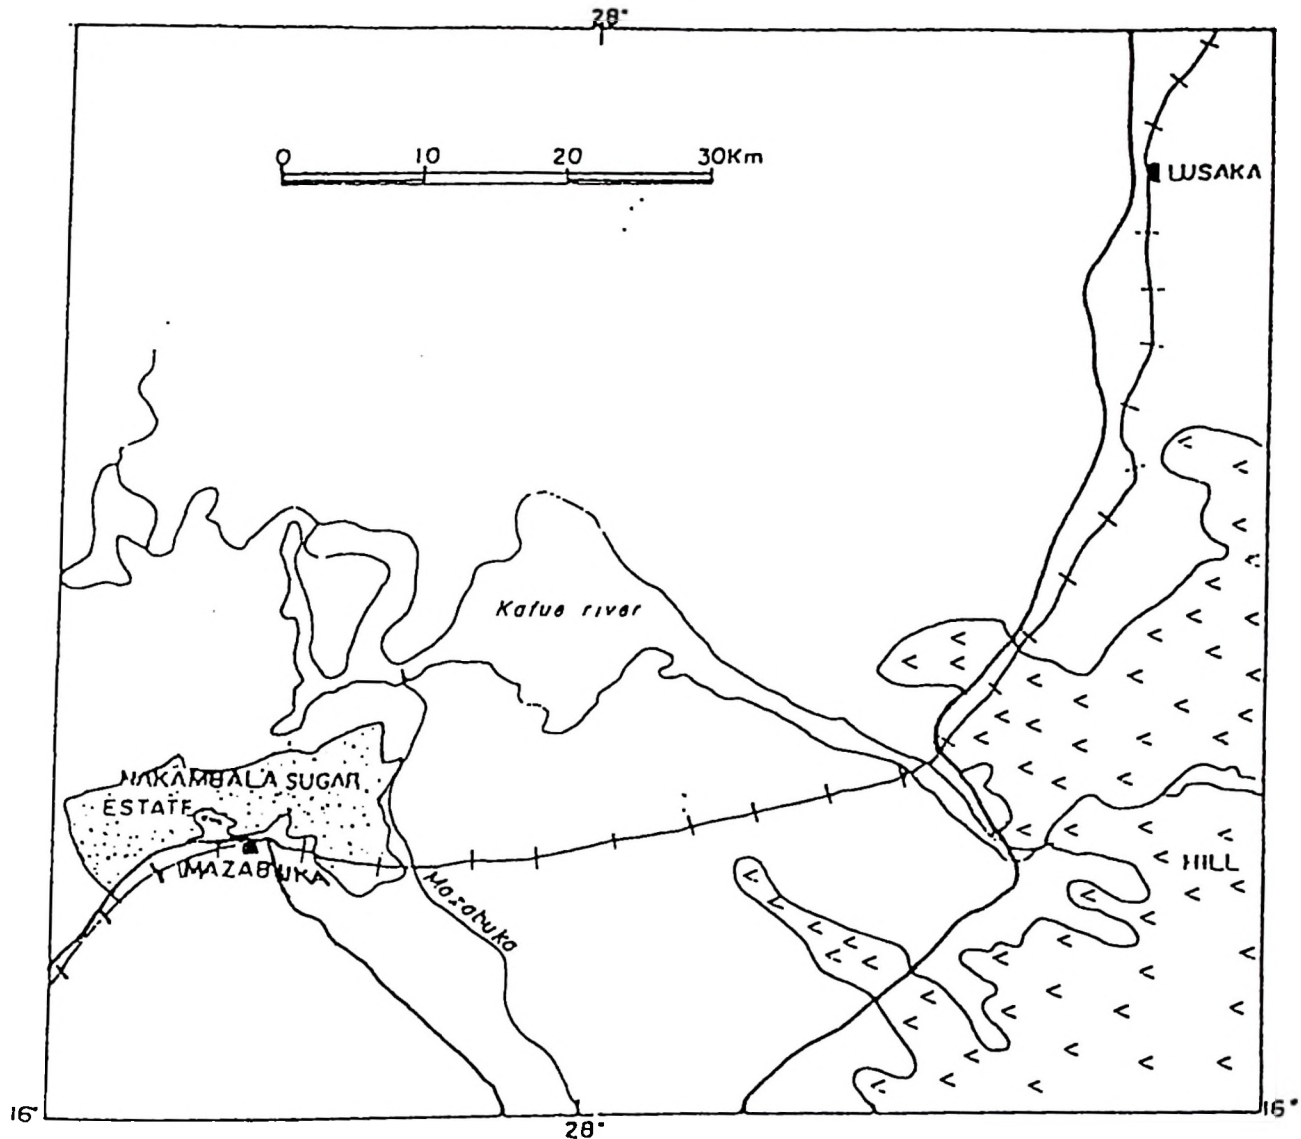 28°
0 10 20 30Km
LUSAKA
Kafue river
NAKAMBALA SUGAR
ESTATE
MAZABUKA
HILL
Mazabuka
16° 16°
28°